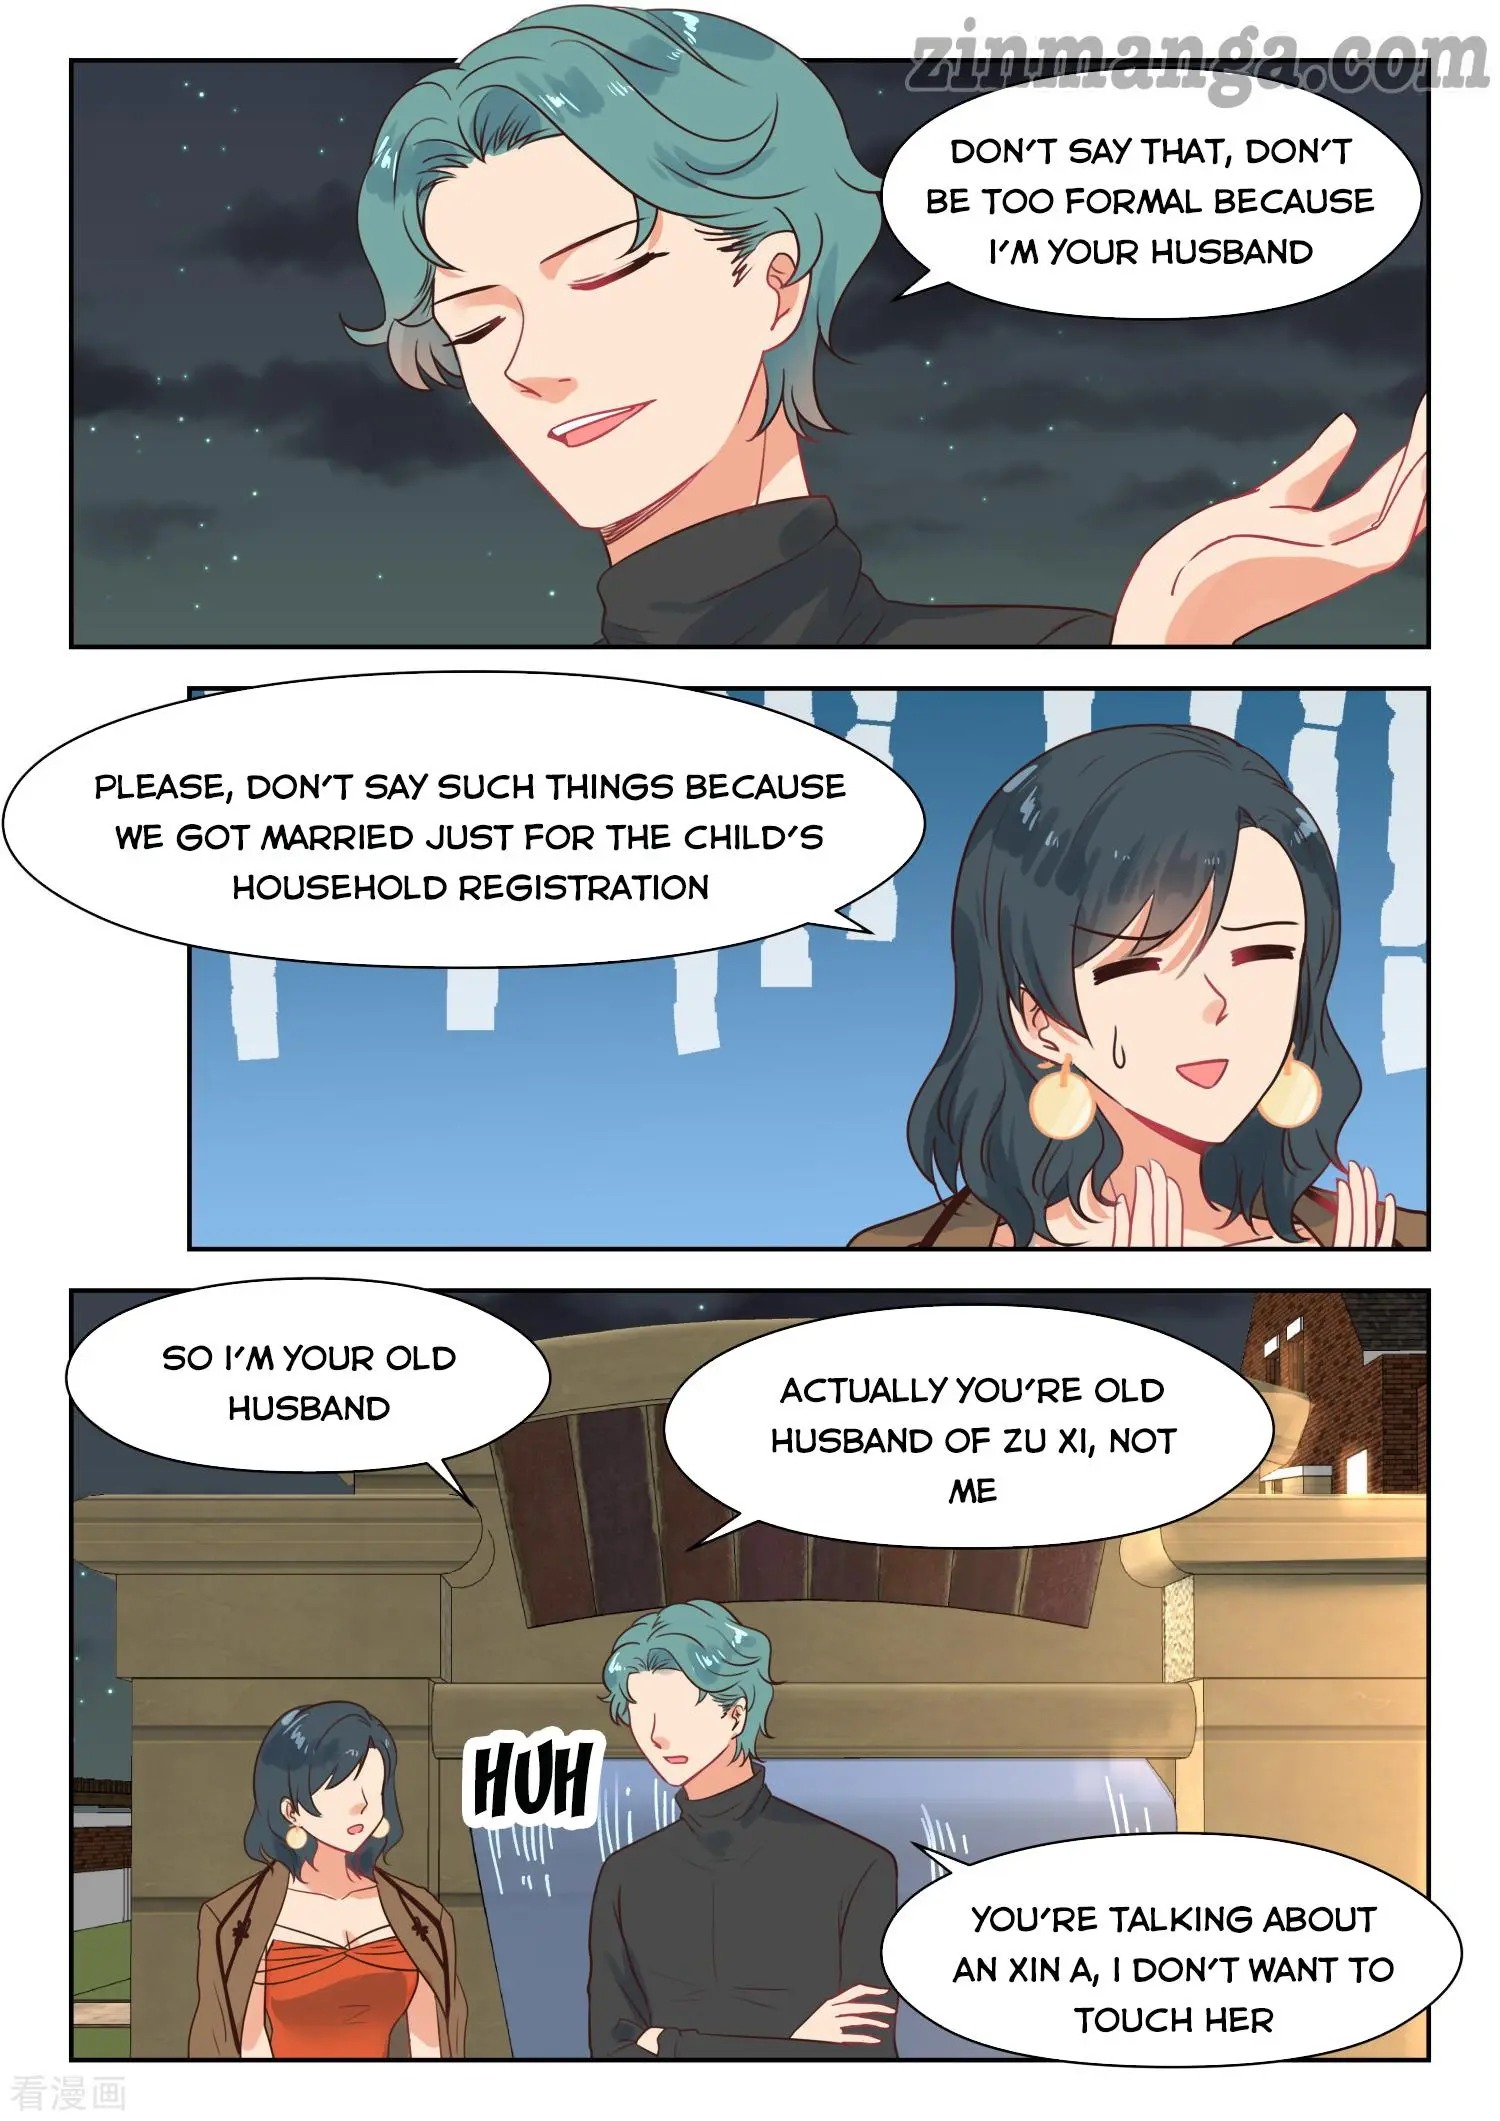 zinmanga.com
DON'T SAY THAT, DON'T
BE TOO FORMAL BECAUSE
I'M YOUR HUSBAND
PLEASE, DON'T SAY SUCH THINGS BECAUSE
WE GOT MARRIED JUST FOR THE CHILD'S
HOUSEHOLD REGISTRATION
SO I'M YOUR OLD
HUSBAND
ACTUALLY YOU'RE OLD
HUSBAND OF ZU XI, NOT
ME
HUH
YOU'RE TALKING ABOUT
AN XIN A, I DON'T WANT TO
TOUCH HER
看漫画